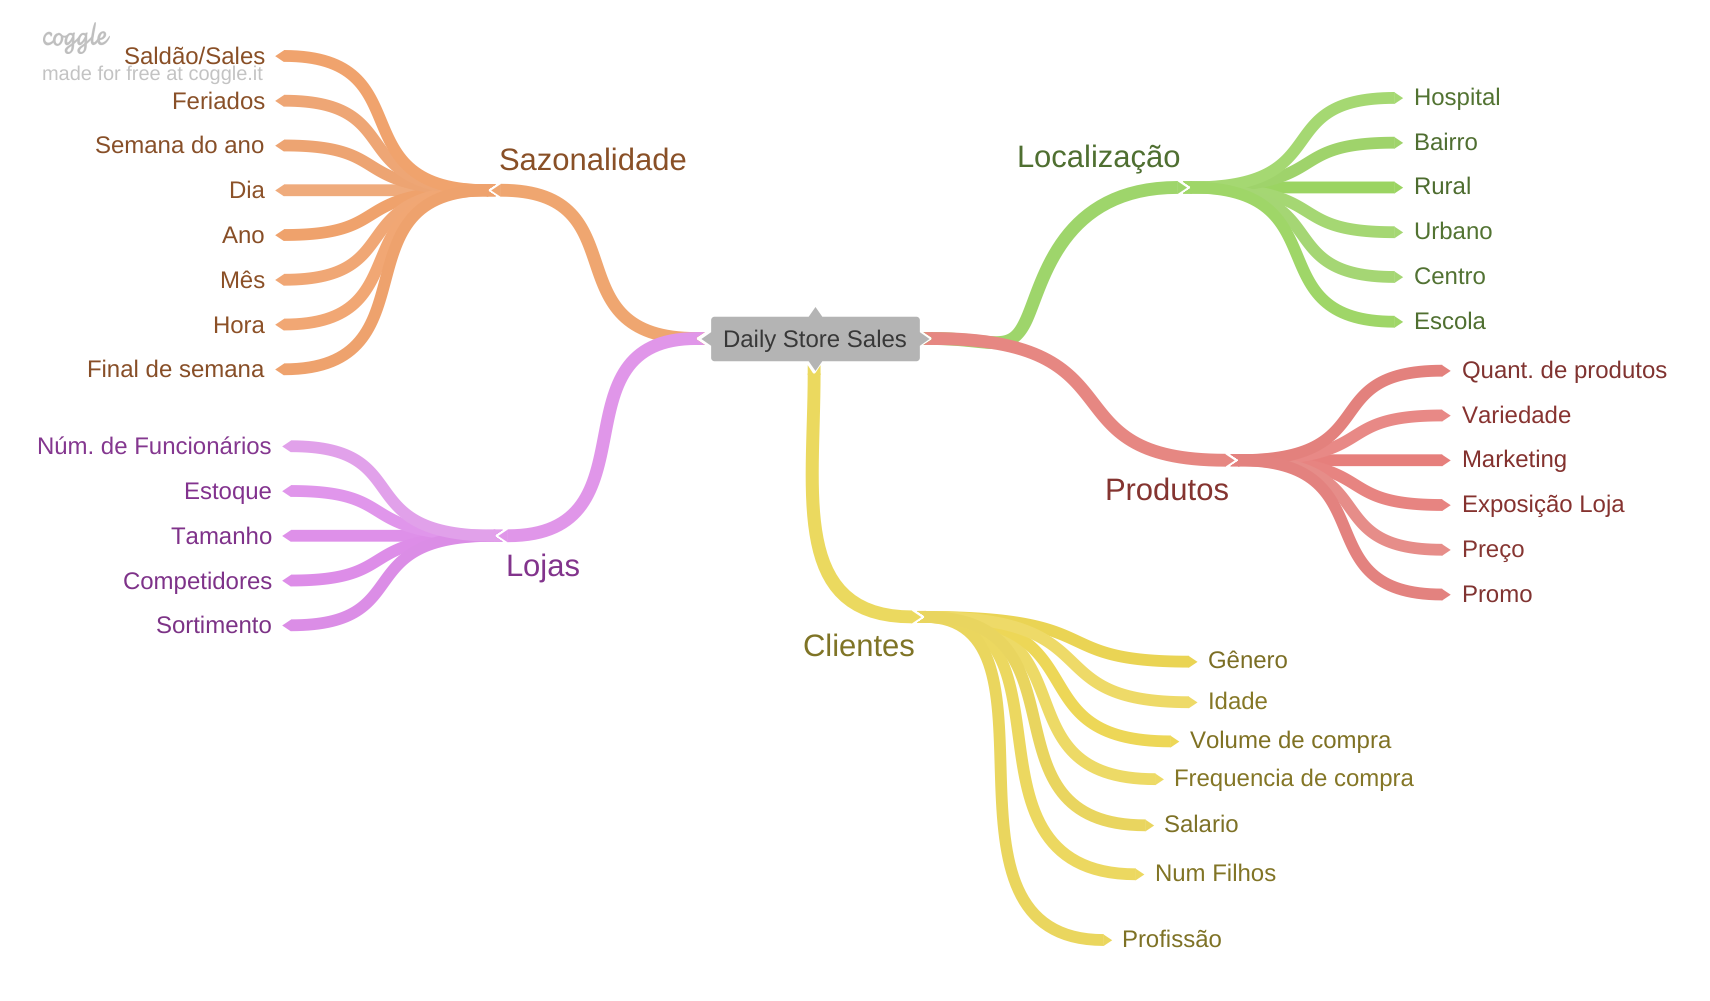 coggle
made for free at coggle.it
Saldão/Sales
Feriados
Semana do ano
Dia
Ano
Mês
Hora
Final de semana
Sazonalidade
Núm. de Funcionários
Estoque
Tamanho
Competidores
Sortimento
Lojas
Daily Store Sales
Localização
Hospital
Bairro
Rural
Urbano
Centro
Escola
Produtos
Quant. de produtos
Variedade
Marketing
Exposição Loja
Preço
Promo
Clientes
Gênero
Idade
Volume de compra
Frequencia de compra
Salario
Num Filhos
Profissão